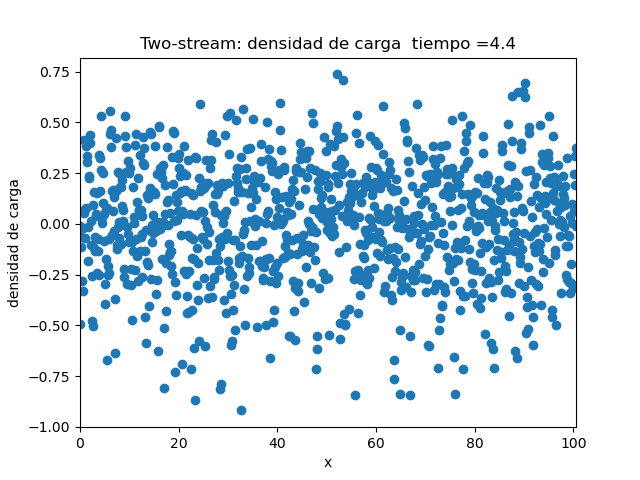 Two-stream: densidad de carga  tiempo =4.4
densidad de carga
0.75
0.50
0.25
0.00
−0.25
−0.50
−0.75
−1.00
0 20 40 60 80 100
x